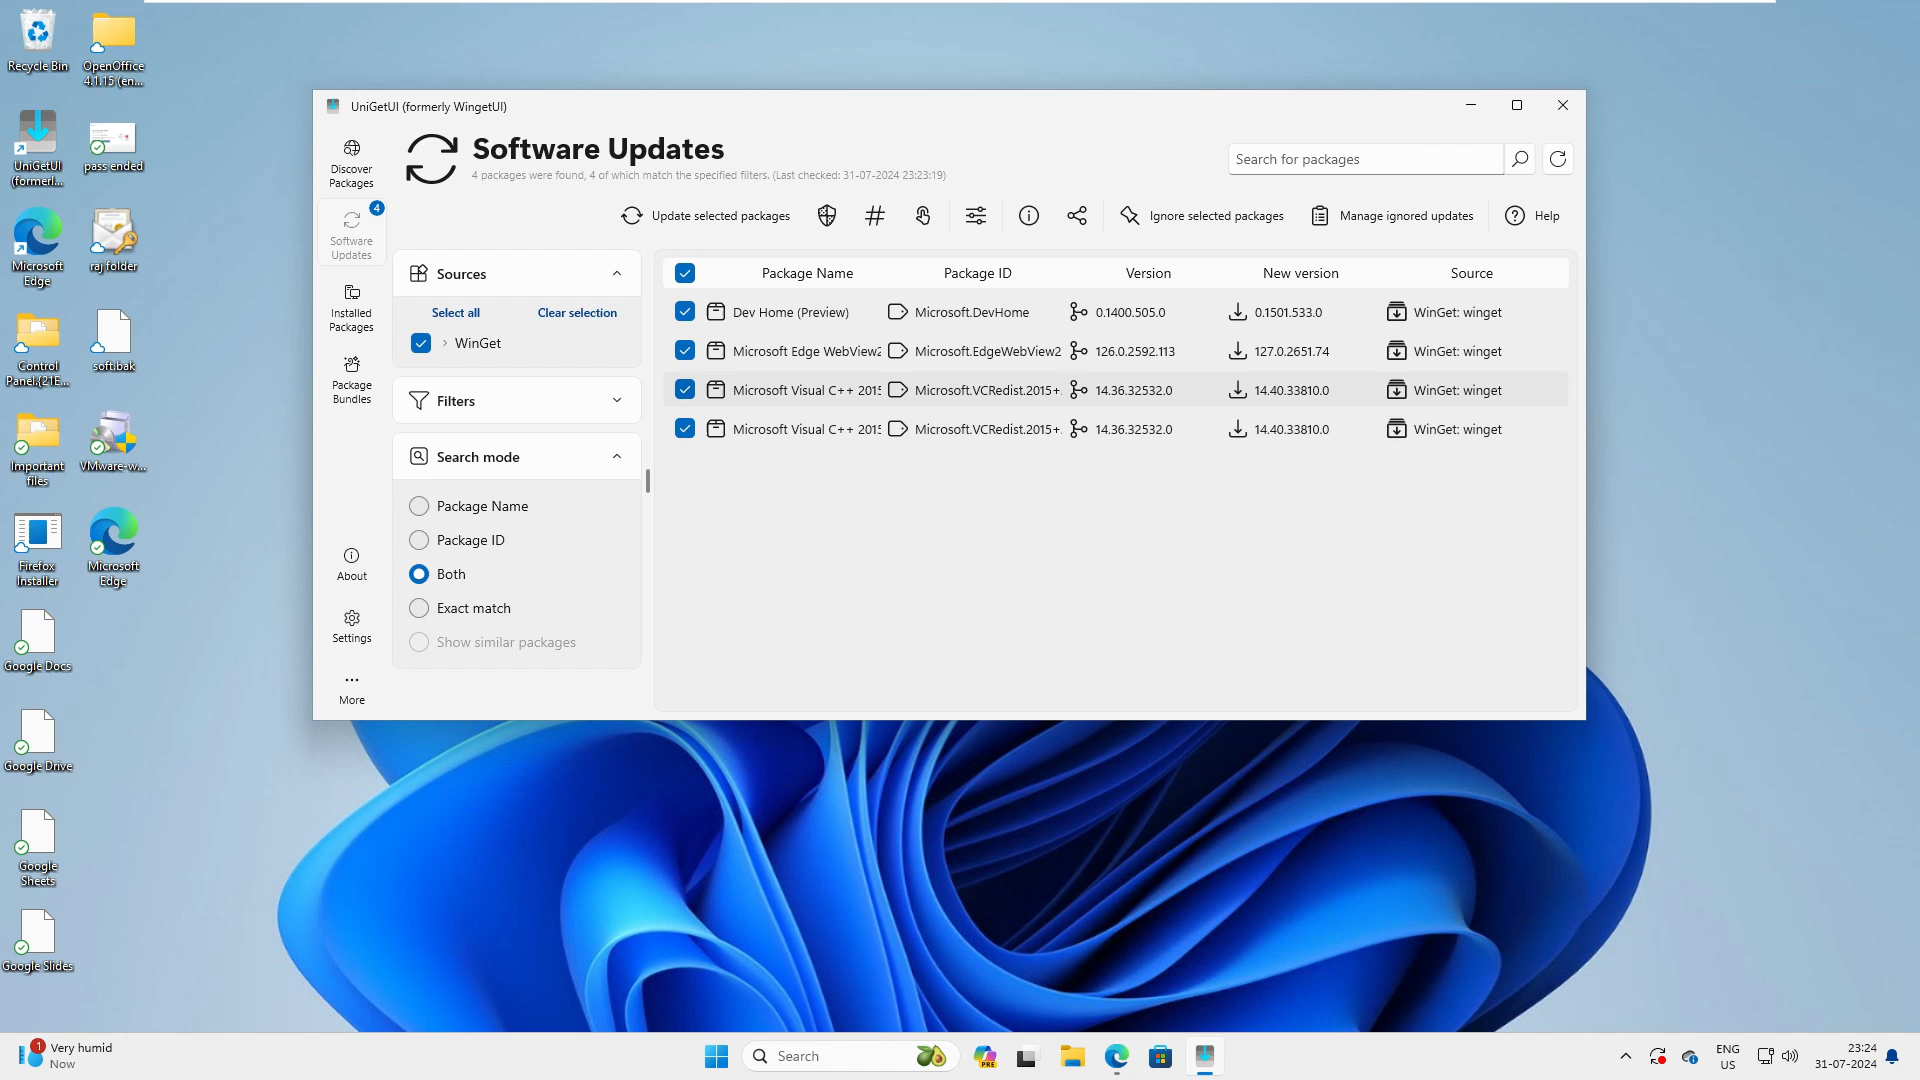 Recycle Bin
OpenOffice
4.1.15 (en...
UniGetUI
(formerl...
pass ended
Microsoft
Edge
raj folder
Control
Panel.{21E...
soft.bak
Important
files
VMware-w...
Firefox
Installer
Microsoft
Edge
Google Docs
Google Drive
Google
Sheets
Google Slides
UniGetUI (formerly WingetUI)
Discover
Packages
4
Software
Updates
Installed
Packages
Package
Bundles
About
Settings
More
Software Updates
4 packages were found, 4 of which match the specified filters. (Last checked: 31-07-2024 23:23:19)
Search for packages
Update selected packages
Ignore selected packages
Manage ignored updates
Help
Sources
Select all Clear selection
WinGet
Filters
Search mode
Package Name
Package ID
Both
Exact match
Show similar packages
Package Name Package ID Version New version Source
Dev Home (Preview) Microsoft.DevHome 0.1400.505.0 0.1501.533.0 WinGet: winget
Microsoft Edge WebView2 Microsoft.EdgeWebView2 126.0.2592.113 127.0.2651.74 WinGet: winget
Microsoft Visual C++ 2015 Microsoft.VCRedist.2015+. 14.36.32532.0 14.40.33810.0 WinGet: winget
Microsoft Visual C++ 2015 Microsoft.VCRedist.2015+. 14.36.32532.0 14.40.33810.0 WinGet: winget
1
Very humid
Now
Search
PRE
ENG
US
23:24
31-07-2024